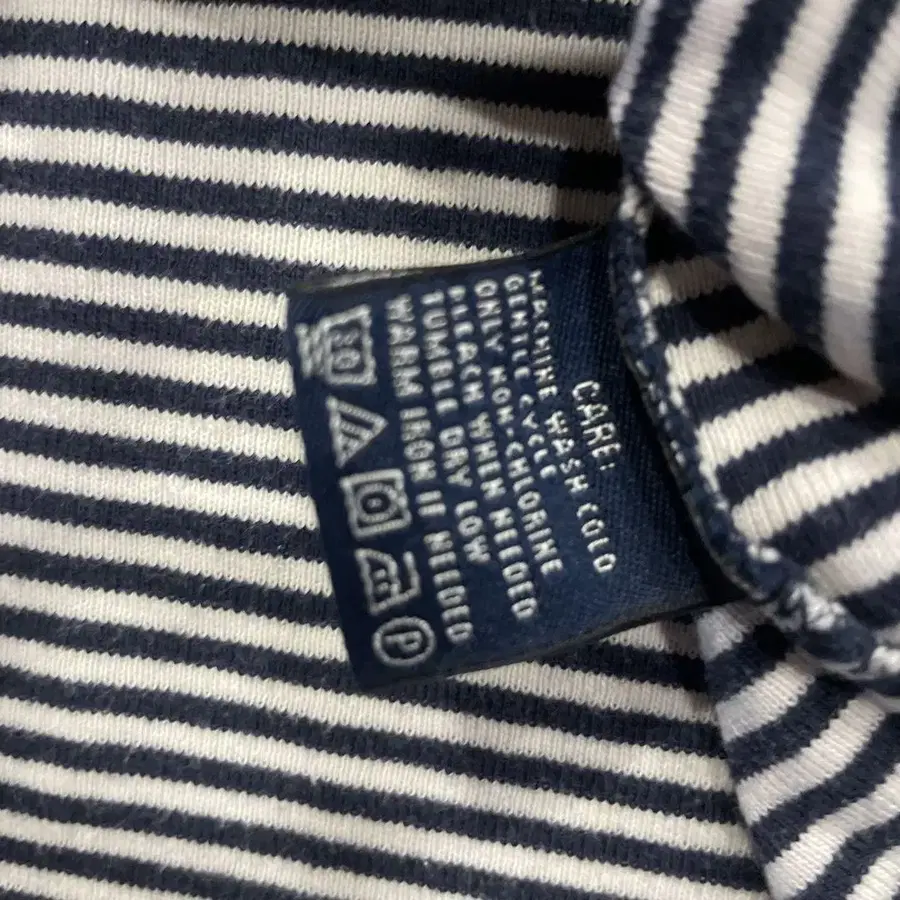 CARE:
MACHINE WASH COLD
GENTLE CYCLE
ONLY NON-CHLORINE
BLEACH WHEN NEEDED
TUMBLE DRY LOW
WARM IRON IF NEEDED
30
P